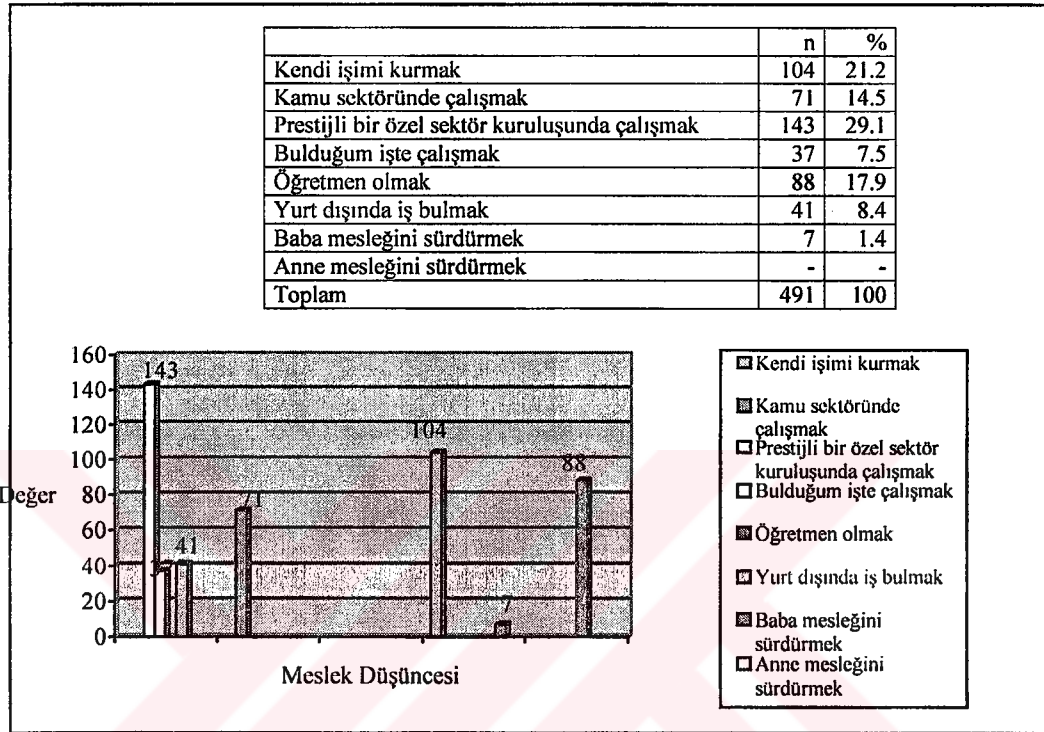 n %
Kendi işimi kurmak 104 21.2
Kamu sektöründe çalışmak 71 14.5
Prestijli bir özel sektör kuruluşunda çalışmak 143 29.1
Bulduğum işte çalışmak 37 7.5
Öğretmen olmak 88 17.9
Yurt dışında iş bulmak 41 8.4
Baba mesleğini sürdürmek 7 1.4
Anne mesleğini sürdürmek - -
Toplam 491 100
160
140
120
100
80
60
40
20
0
Değer
143
41
71
104
7
88
Meslek Düşüncesi
Kendi işimi kurmak
Kamu sektöründe
çalışmak
Prestijli bir özel sektör
kuruluşunda çalışmak
Bulduğum işte çalışmak
Öğretmen olmak
Yurt dışında iş bulmak
Baba mesleğini
sürdürmek
Anne mesleğini
sürdürmek